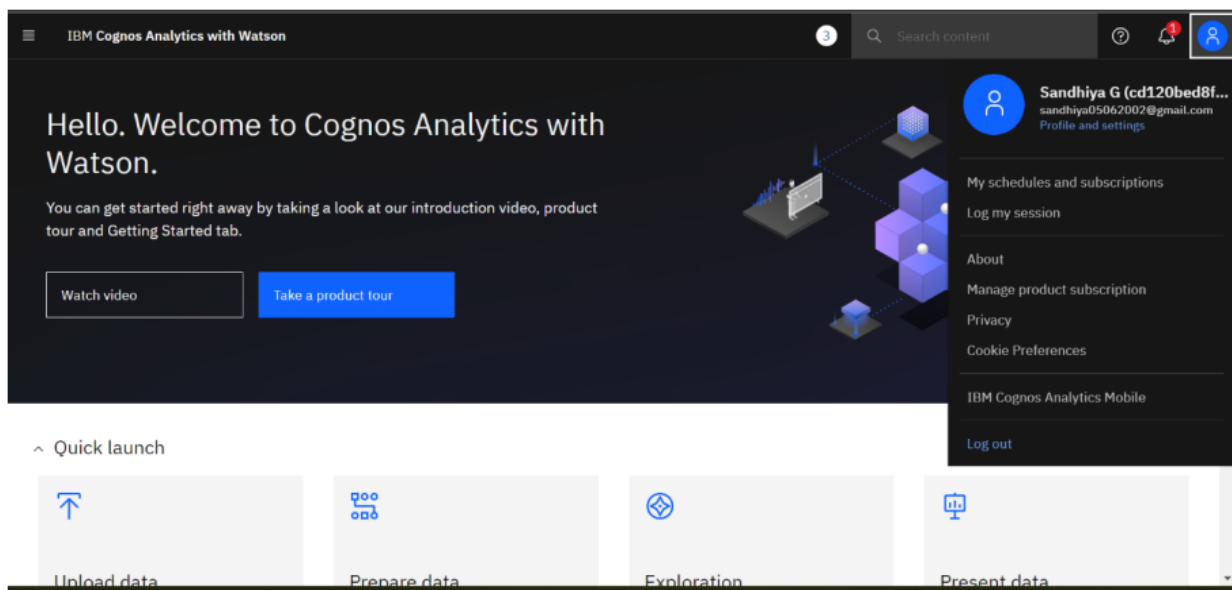 IBM Cognos Analytics with Watson
3
Search content
1
Sandhiya G (cd120bed8f...
sandhiya05062002@gmail.com
Profile and settings
Hello. Welcome to Cognos Analytics with
Watson.
You can get started right away by taking a look at our introduction video, product
tour and Getting Started tab.
Watch video
Take a product tour
My schedules and subscriptions
Log my session
About
Manage product subscription
Privacy
Cookie Preferences
IBM Cognos Analytics Mobile
Log out
Quick launch
Upload data
Prepare data
Exploration
Present data